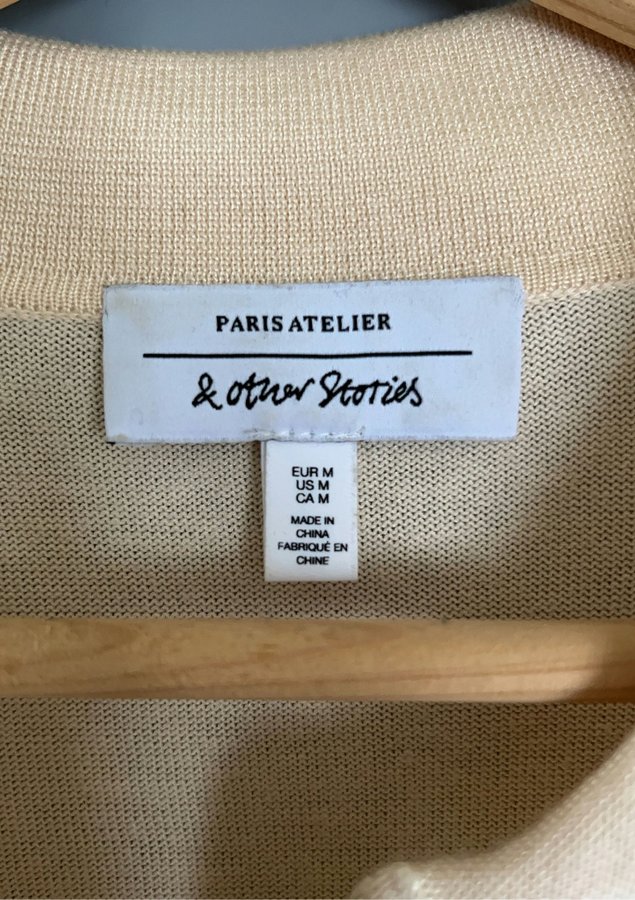 PARIS ATELIER
& other Stories
EUR M
US M
CA M
MADE IN
CHINA
FABRIQUÉ EN
CHINE